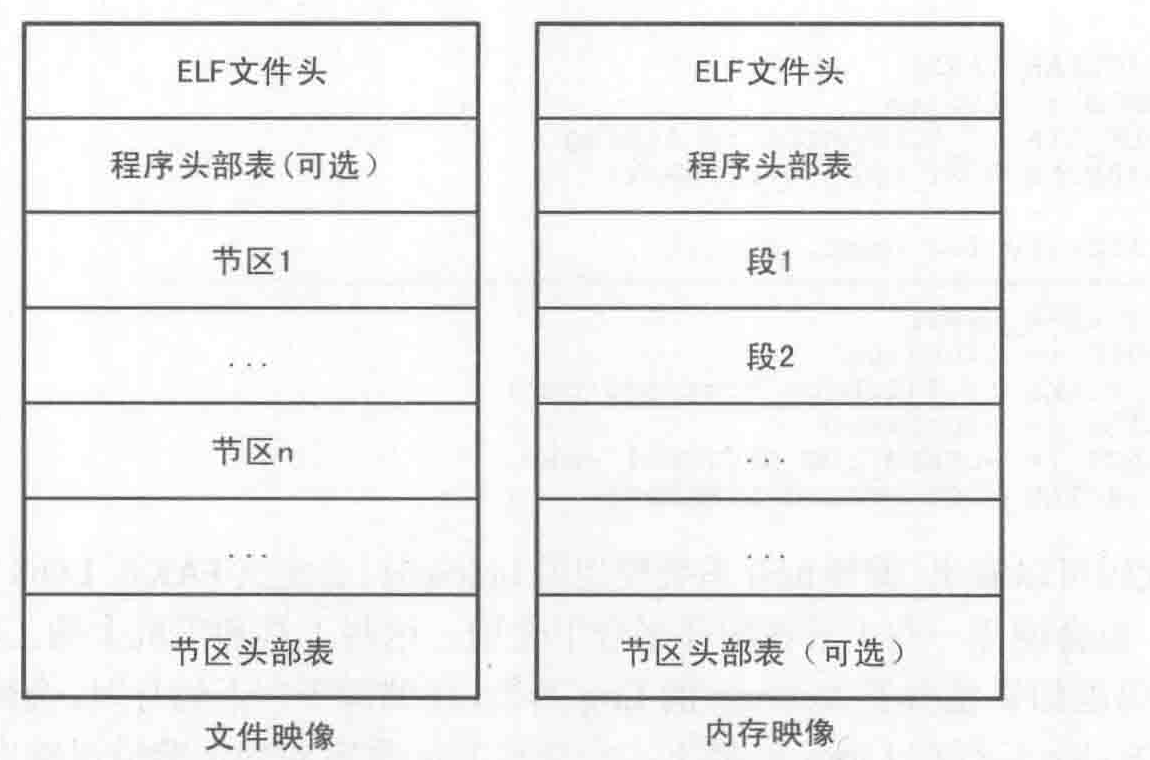 ELF文件头
程序头部表(可选)
节区1
...
节区n
...
节区头部表
文件映像
ELF文件头
程序头部表
段1
段2
...
...
节区头部表（可选）
内存映像